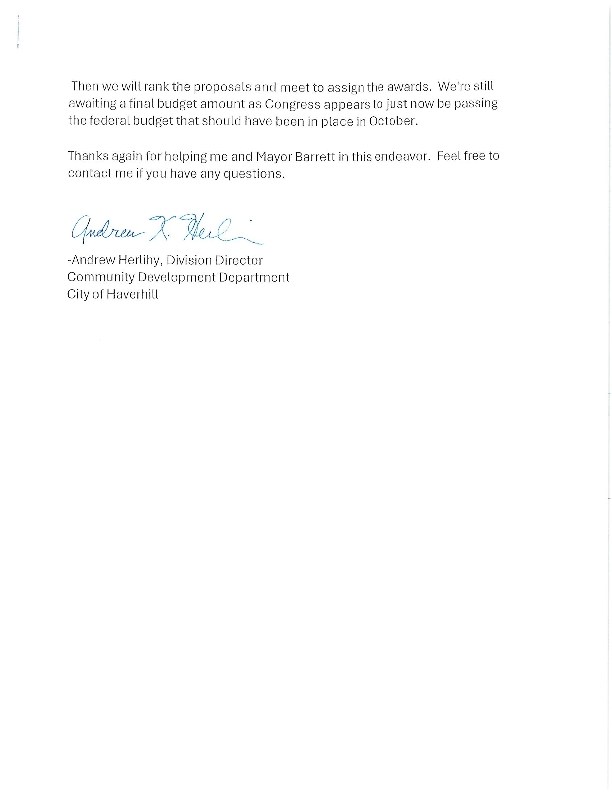 Then we will rank the proposals and meet to assign the awards. We're still
awaiting a final budget amount as Congress appears to just now be passing
the federal budget that should have been in place in October.
Thanks again for helping me and Mayor Barrett in this endeavor. Feel free to
contact me if you have any questions.
Andrew K. Herli
-Andrew Herlihy, Division Director
Community Development Department
City of Haverhill